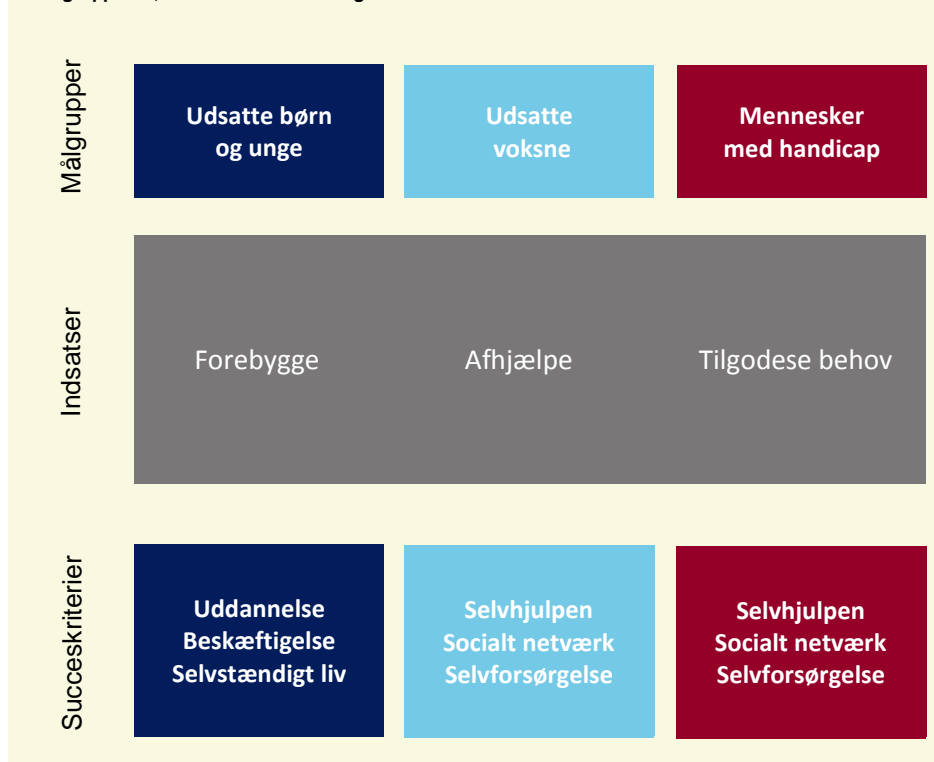 Målgrupper
Udsatte børn
og unge
Udsatte
voksne
Mennesker
med handicap
Indsatser
Forebygge
Afhjælpe
Tilgodese behov
Succeskriterier
Uddannelse
Beskæftigelse
Selvstændigt liv
Selvhjulpen
Socialt netværk
Selvforsørgelse
Selvhjulpen
Socialt netværk
Selvforsørgelse